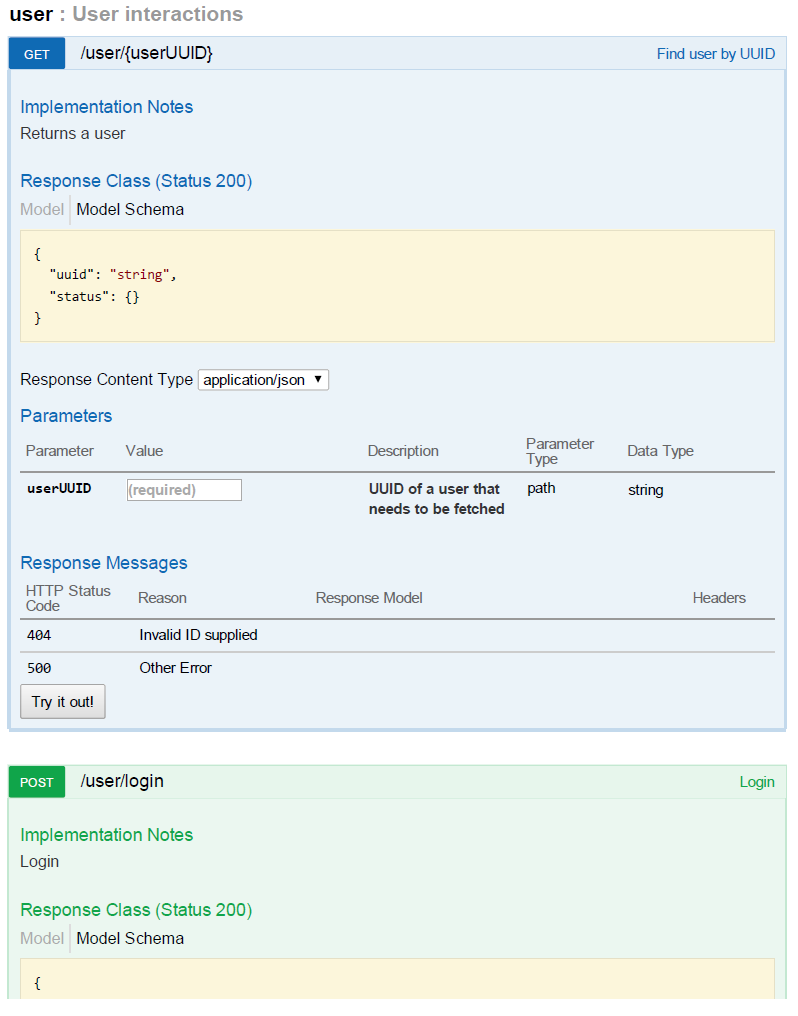 user : User interactions
GET /user/{userUUID} Find user by UUID
Implementation Notes
Returns a user
Response Class (Status 200)
Model Model Schema
{
"uuid": "string",
"status": {}
}
Response Content Type application/json
Parameters
Parameter Value Description Parameter Type Data Type
userUUID (required) UUID of a user that needs to be fetched path string
Response Messages
HTTP Status Code Reason Response Model Headers
404 Invalid ID supplied
500 Other Error
Try it out!
POST /user/login Login
Implementation Notes
Login
Response Class (Status 200)
Model Model Schema
{